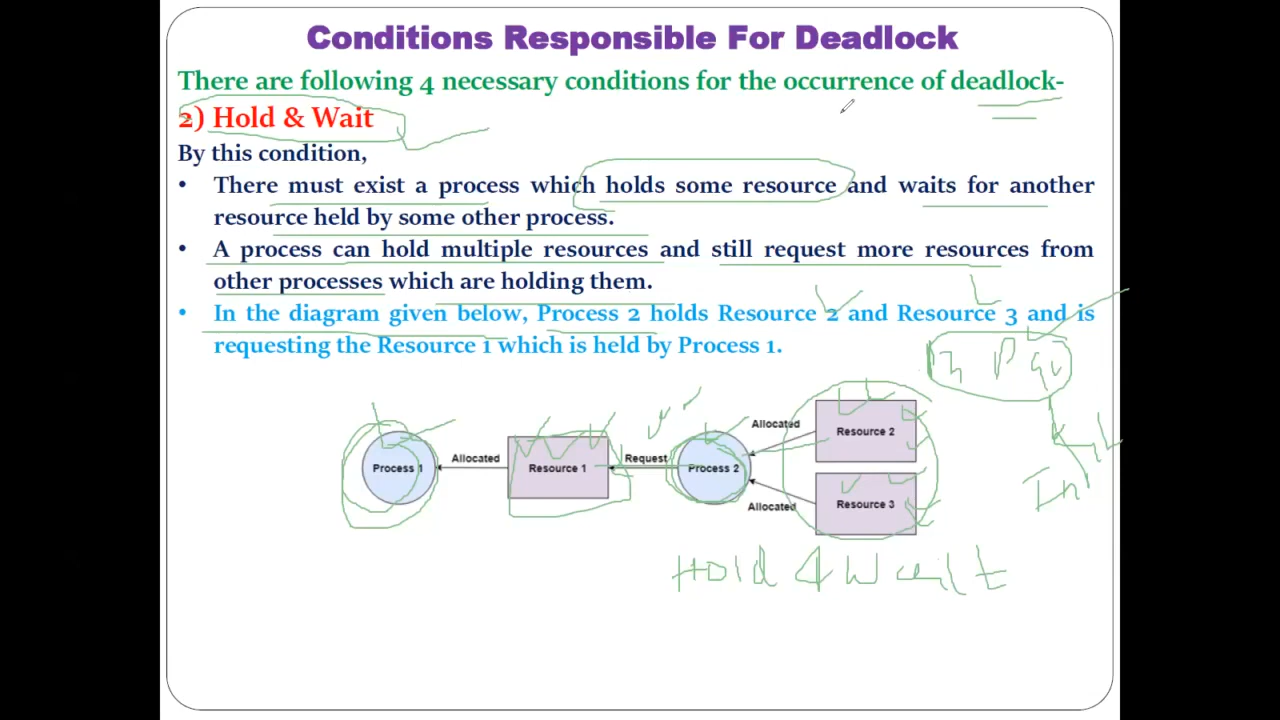 Conditions Responsible For Deadlock
There are following 4 necessary conditions for the occurrence of deadlock-
2) Hold & Wait
By this condition,
• There must exist a process which holds some resource and waits for another
resource held by some other process.
• A process can hold multiple resources and still request more resources from
other processes which are holding them.
• In the diagram given below, Process 2 holds Resource 2 and Resource 3 and is
requesting the Resource 1 which is held by Process 1.
Allocated
Resource 2
Process 1
Allocated
Resource 1
Request
Process 2
Allocated
Resource 3
Hold & Wait